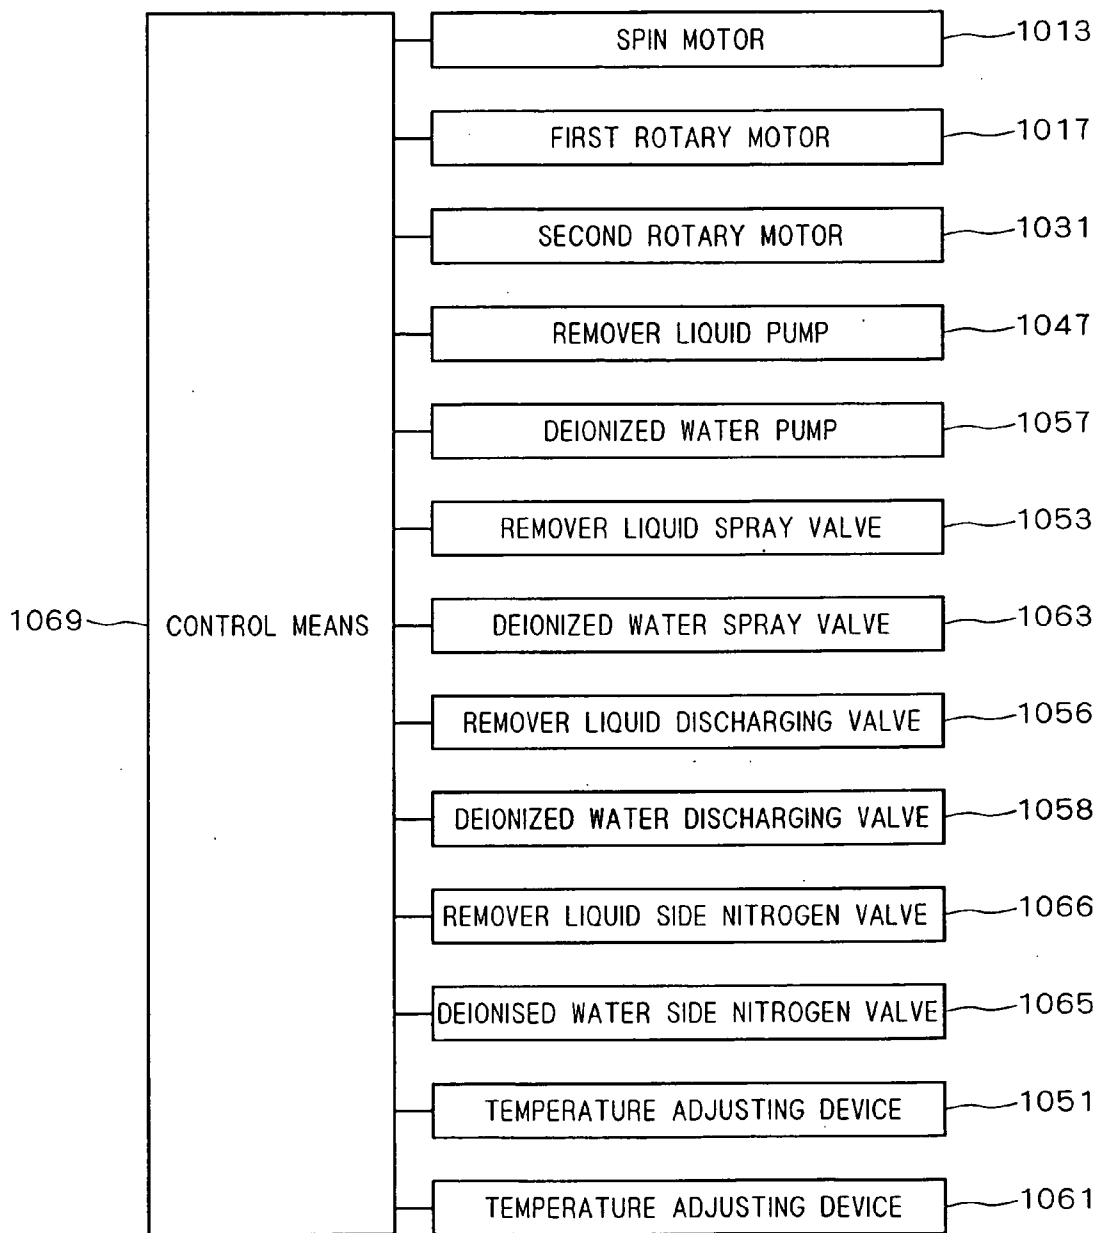 SPIN MOTOR 1013
FIRST ROTARY MOTOR 1017
SECOND ROTARY MOTOR 1031
REMOVER LIQUID PUMP 1047
DEIONIZED WATER PUMP 1057
REMOVER LIQUID SPRAY VALVE 1053
1069 CONTROL MEANS DEIONIZED WATER SPRAY VALVE 1063
REMOVER LIQUID DISCHARGING VALVE 1056
DEIONIZED WATER DISCHARGING VALVE 1058
REMOVER LIQUID SIDE NITROGEN VALVE 1066
DEIONISED WATER SIDE NITROGEN VALVE 1065
TEMPERATURE ADJUSTING DEVICE 1051
TEMPERATURE ADJUSTING DEVICE 1061